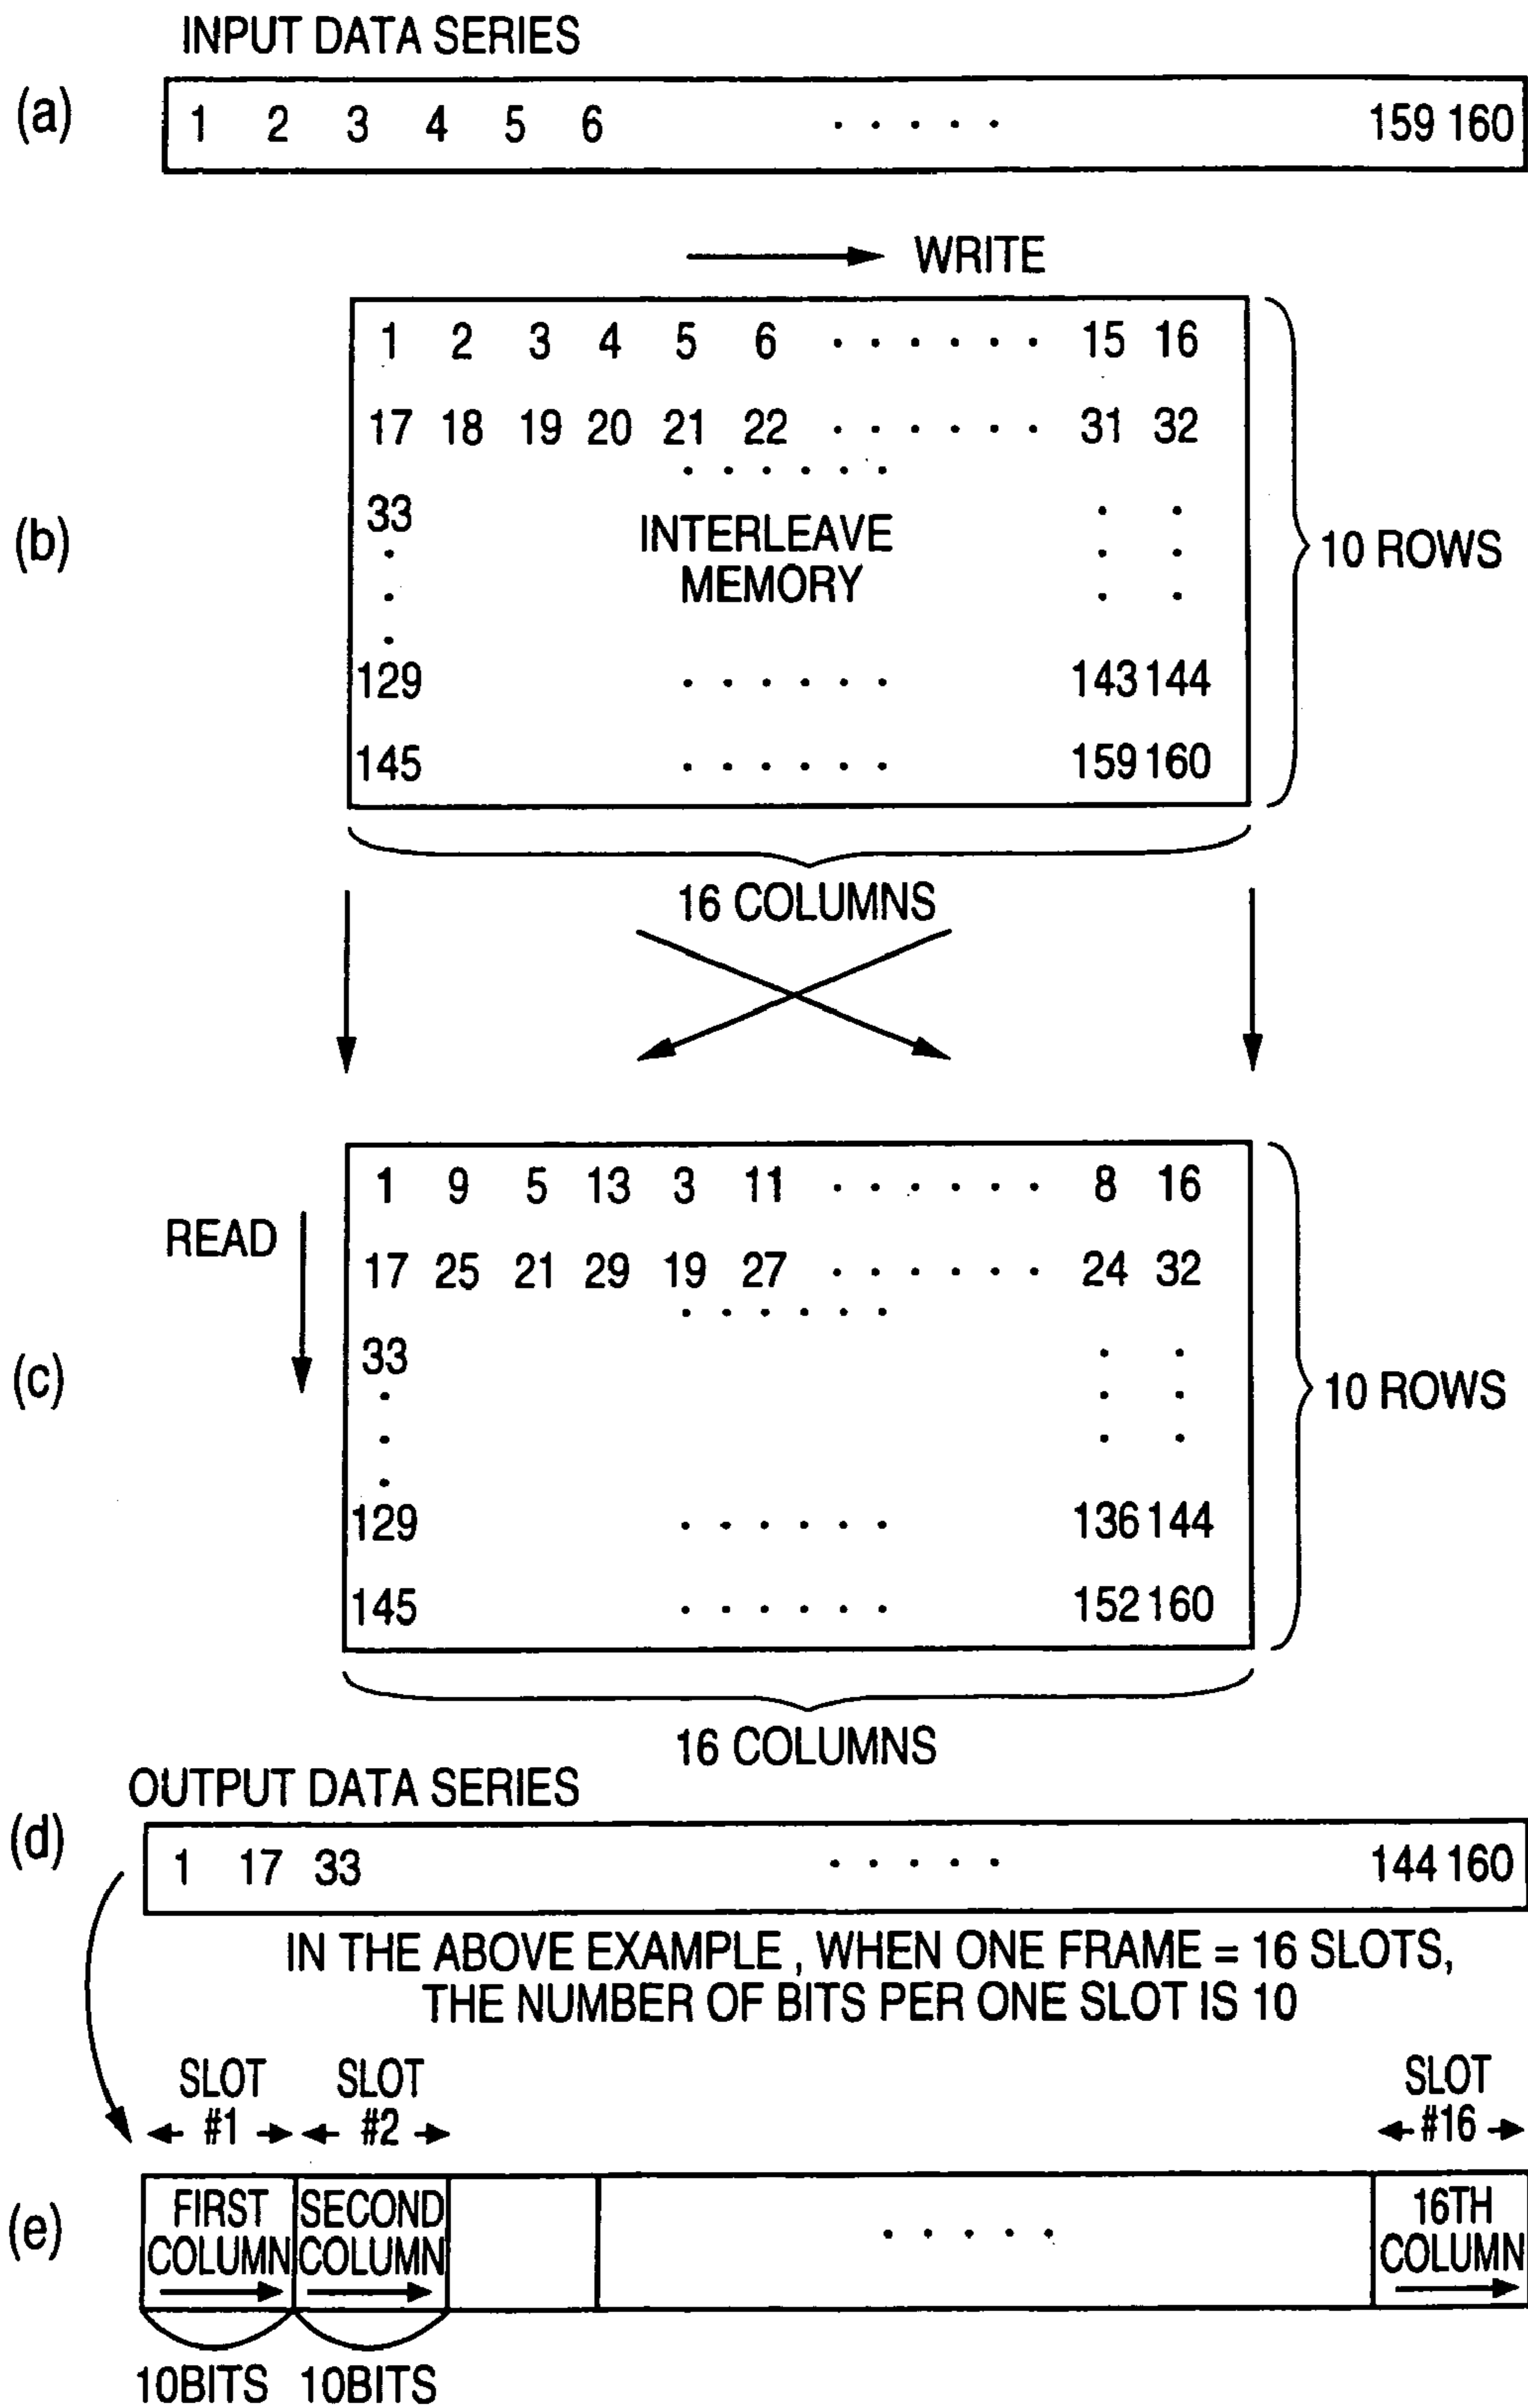 INPUT DATA SERIES
(a)
1 2 3 4 5 6 · · · · · 159 160
WRITE
1 2 3 4 5 6 · · · · · · 15 16
17 18 19 20 21 22 · · · · · · 31 32
· · · · · ·
33
(b)
INTERLEAVE
MEMORY
10 ROWS
129 · · · · · · 143 144
145 · · · · · · 159 160
16 COLUMNS
1 9 5 13 3 11 · · · · · · 8 16
READ
17 25 21 29 19 27 · · · · · · 24 32
· · · · · ·
33
(c)
10 ROWS
129 · · · · · · 136 144
145 · · · · · · 152 160
16 COLUMNS
OUTPUT DATA SERIES
(d)
1 17 33 · · · · · 144 160
IN THE ABOVE EXAMPLE , WHEN ONE FRAME = 16 SLOTS,
THE NUMBER OF BITS PER ONE SLOT IS 10
SLOT
#1
SLOT
#2
SLOT
#16
(e)
FIRST
COLUMN
SECOND
COLUMN
· · · · ·
16TH
COLUMN
10BITS 10BITS